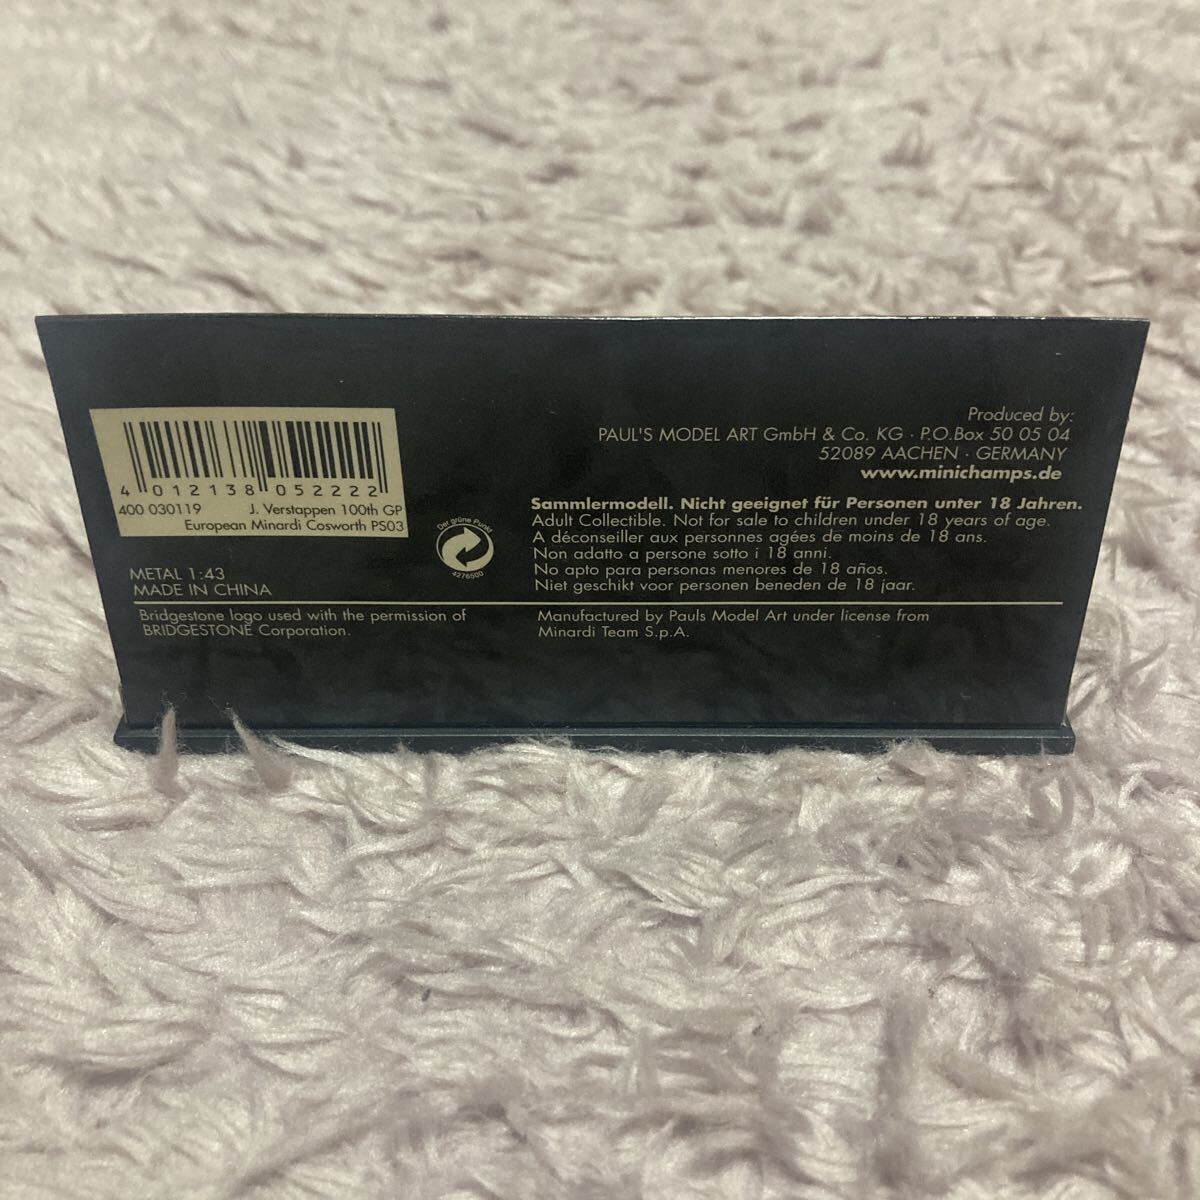 4 012138 052222
400 030119 J. Verstappen 100th GP
European Minardi Cosworth PS03
METAL 1:43
MADE IN CHINA
Bridgestone logo used with the permission of
BRIDGESTONE Corporation.
Der grüne Punkt
4276500
Produced by:
PAUL'S MODEL ART GmbH & Co. KG · P.O.Box 50 05 04
52089 AACHEN · GERMANY
www.minichamps.de
Sammlermodell. Nicht geeignet für Personen unter 18 Jahren.
Adult Collectible. Not for sale to children under 18 years of age.
A déconseiller aux personnes agées de moins de 18 ans.
Non adatto a persone sotto i 18 anni.
No apto para personas menores de 18 años.
Niet geschikt voor personen beneden de 18 jaar.
Manufactured by Pauls Model Art under license from
Minardi Team S.p.A.